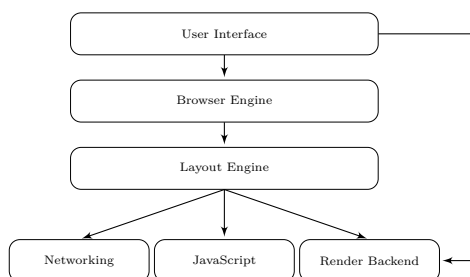 User Interface
Browser Engine
Layout Engine
Networking
JavaScript
Render Backend